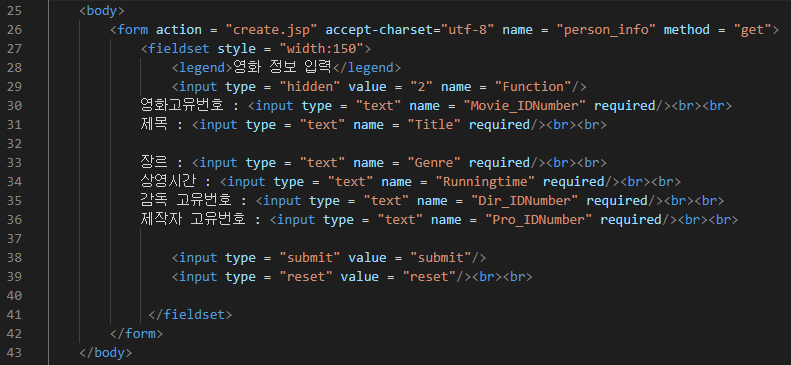 25 <body>
26 <form action = "create.jsp" accept-charset="utf-8" name = "person_info" method = "get">
27 <fieldset style = "width:150">
28 <legend>영화 정보 입력</legend>
29 <input type = "hidden" value = "2" name = "Function"/>
30 영화고유번호 : <input type = "text" name = "Movie_IDNumber" required/><br><br>
31 제목 : <input type = "text" name = "Title" required/><br><br>
32
33 장르 : <input type = "text" name = "Genre" required/><br><br>
34 상영시간 : <input type = "text" name = "Runningtime" required/><br><br>
35 감독 고유번호 : <input type = "text" name = "Dir_IDNumber" required/><br><br>
36 제작자 고유번호 : <input type = "text" name = "Pro_IDNumber" required/><br><br>
37
38 <input type = "submit" value = "submit"/>
39 <input type = "reset" value = "reset"/><br><br>
40
41 </fieldset>
42 </form>
43 </body>